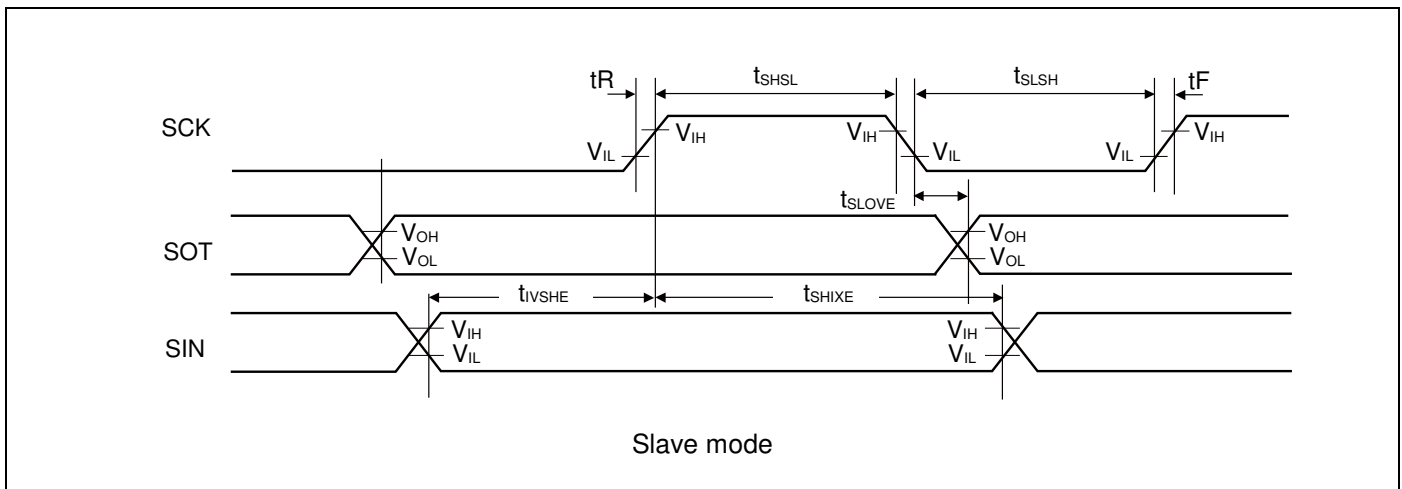 tR tSHSL tSLSH tF
SCK
VIH VIH VIH
VIL VIL VIL
tSLOVE
SOT
VOH VOH
VOL VOL
tIVSHE tSHIXE
SIN
VIH VIH
VIL VIL
Slave mode